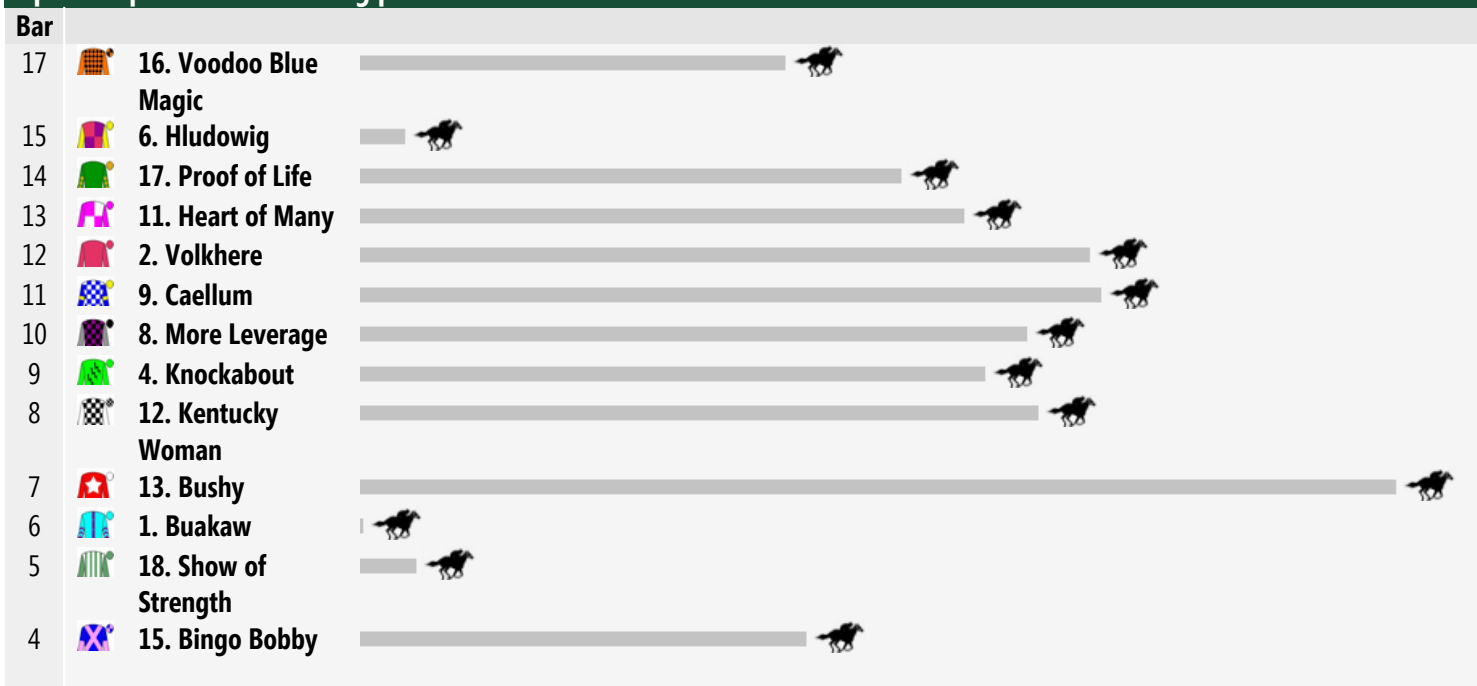 Bar
17 16. Voodoo Blue
Magic
15 6. Hludowig
14 17. Proof of Life
13 11. Heart of Many
12 2. Volkhere
11 9. Caellum
10 8. More Leverage
9 4. Knockabout
8 12. Kentucky
Woman
7 13. Bushy
6 1. Buakaw
5 18. Show of
Strength
4 15. Bingo Bobby